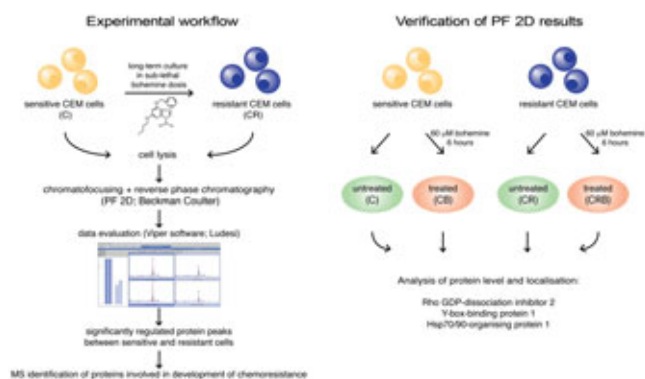 Experimental workflow
long-term culture
in sub-lethal
bohemine dosis
sensitive CEM cells
(C)
resistant CEM cells
(CR)
cell lysis
chromatofocusing + reverse phase chromatography
(PF 2D; Beckman Coulter)
data evaluation (Viper software; Ludesi)
significantly regulated protein peaks
between sensitive and resistant cells
MS identification of proteins involved in development of chemoresistance
Verification of PF 2D results
sensitive CEM cells
resistant CEM cells
60 µM bohemine
6 hours
60 µM bohemine
6 hours
untreated
(C)
treated
(CB)
untreated
(CR)
treated
(CRB)
Analysis of protein level and localisation:
Rho GDP-dissociation inhibitor 2
Y-box-binding protein 1
Hsp70/90-organising protein 1